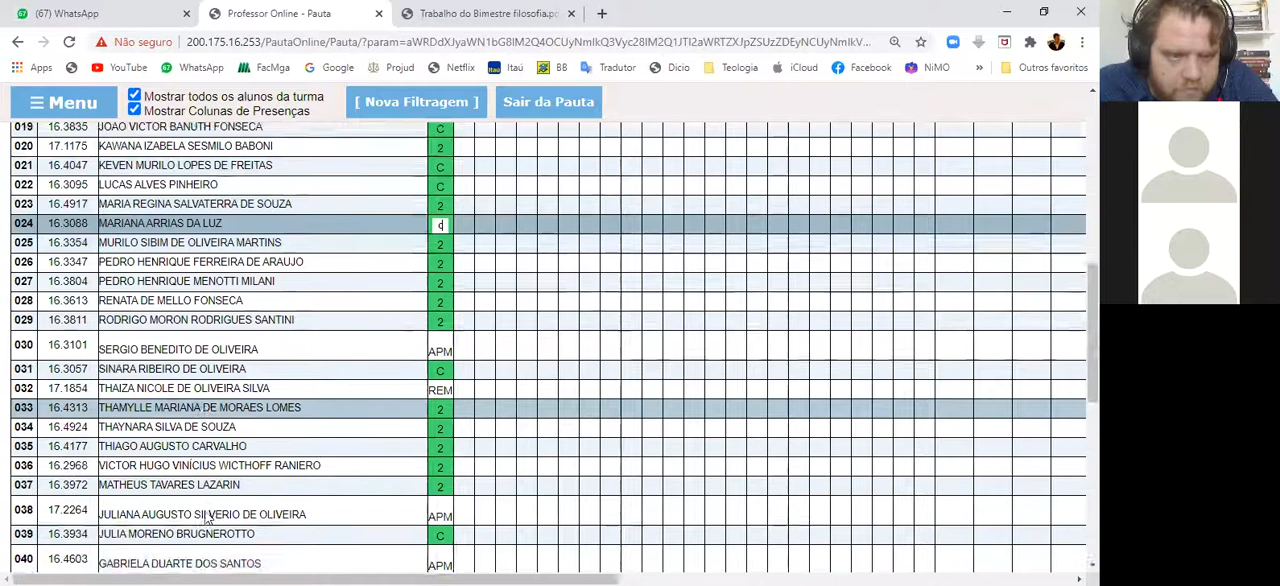 (67) WhatsApp
Professor Online - Pauta
Trabalho do Bimestre filosofia.pc
Não seguro
200.175.16.253/PautaOnline/Pauta/?param=aWRDdXJyaWN1bG8IM2Q4OCUyNmlkQ3Vyc28IM2Q1JTI2aWRTZXJpZSUzZDEyNCUyNmlkV...
Apps
YouTube
WhatsApp
FacMga
Google
Projud
Netflix
Itaú
BB
Tradutor
Dicio
Teologia
iCloud
Facebook
NiMO
»
Outros favoritos
☰ Menu
Mostrar todos os alunos da turma
Mostrar Colunas de Presenças
[ Nova Filtragem ]
Sair da Pauta
019 16.3835 JOAO VICTOR BANUTH FONSECA C
020 17.1175 KAWANA IZABELA SESMILO BABONI 2
021 16.4047 KEVEN MURILO LOPES DE FREITAS C
022 16.3095 LUCAS ALVES PINHEIRO C
023 16.4917 MARIA REGINA SALVATERRA DE SOUZA 2
024 16.3088 MARIANA ARRIAS DA LUZ c
025 16.3354 MURILO SIBIM DE OLIVEIRA MARTINS 2
026 16.3347 PEDRO HENRIQUE FERREIRA DE ARAUJO 2
027 16.3804 PEDRO HENRIQUE MENOTTI MILANI 2
028 16.3613 RENATA DE MELLO FONSECA 2
029 16.3811 RODRIGO MORON RODRIGUES SANTINI 2
030 16.3101 SERGIO BENEDITO DE OLIVEIRA APM
031 16.3057 SINARA RIBEIRO DE OLIVEIRA C
032 17.1854 THAIZA NICOLE DE OLIVEIRA SILVA REM
033 16.4313 THAMYLLE MARIANA DE MORAES LOMES 2
034 16.4924 THAYNARA SILVA DE SOUZA 2
035 16.4177 THIAGO AUGUSTO CARVALHO 2
036 16.2968 VICTOR HUGO VINÍCIUS WICTHOFF RANIERO 2
037 16.3972 MATHEUS TAVARES LAZARIN 2
038 17.2264 JULIANA AUGUSTO SILVERIO DE OLIVEIRA APM
039 16.3934 JULIA MORENO BRUGNEROTTO C
040 16.4603 GABRIELA DUARTE DOS SANTOS APM